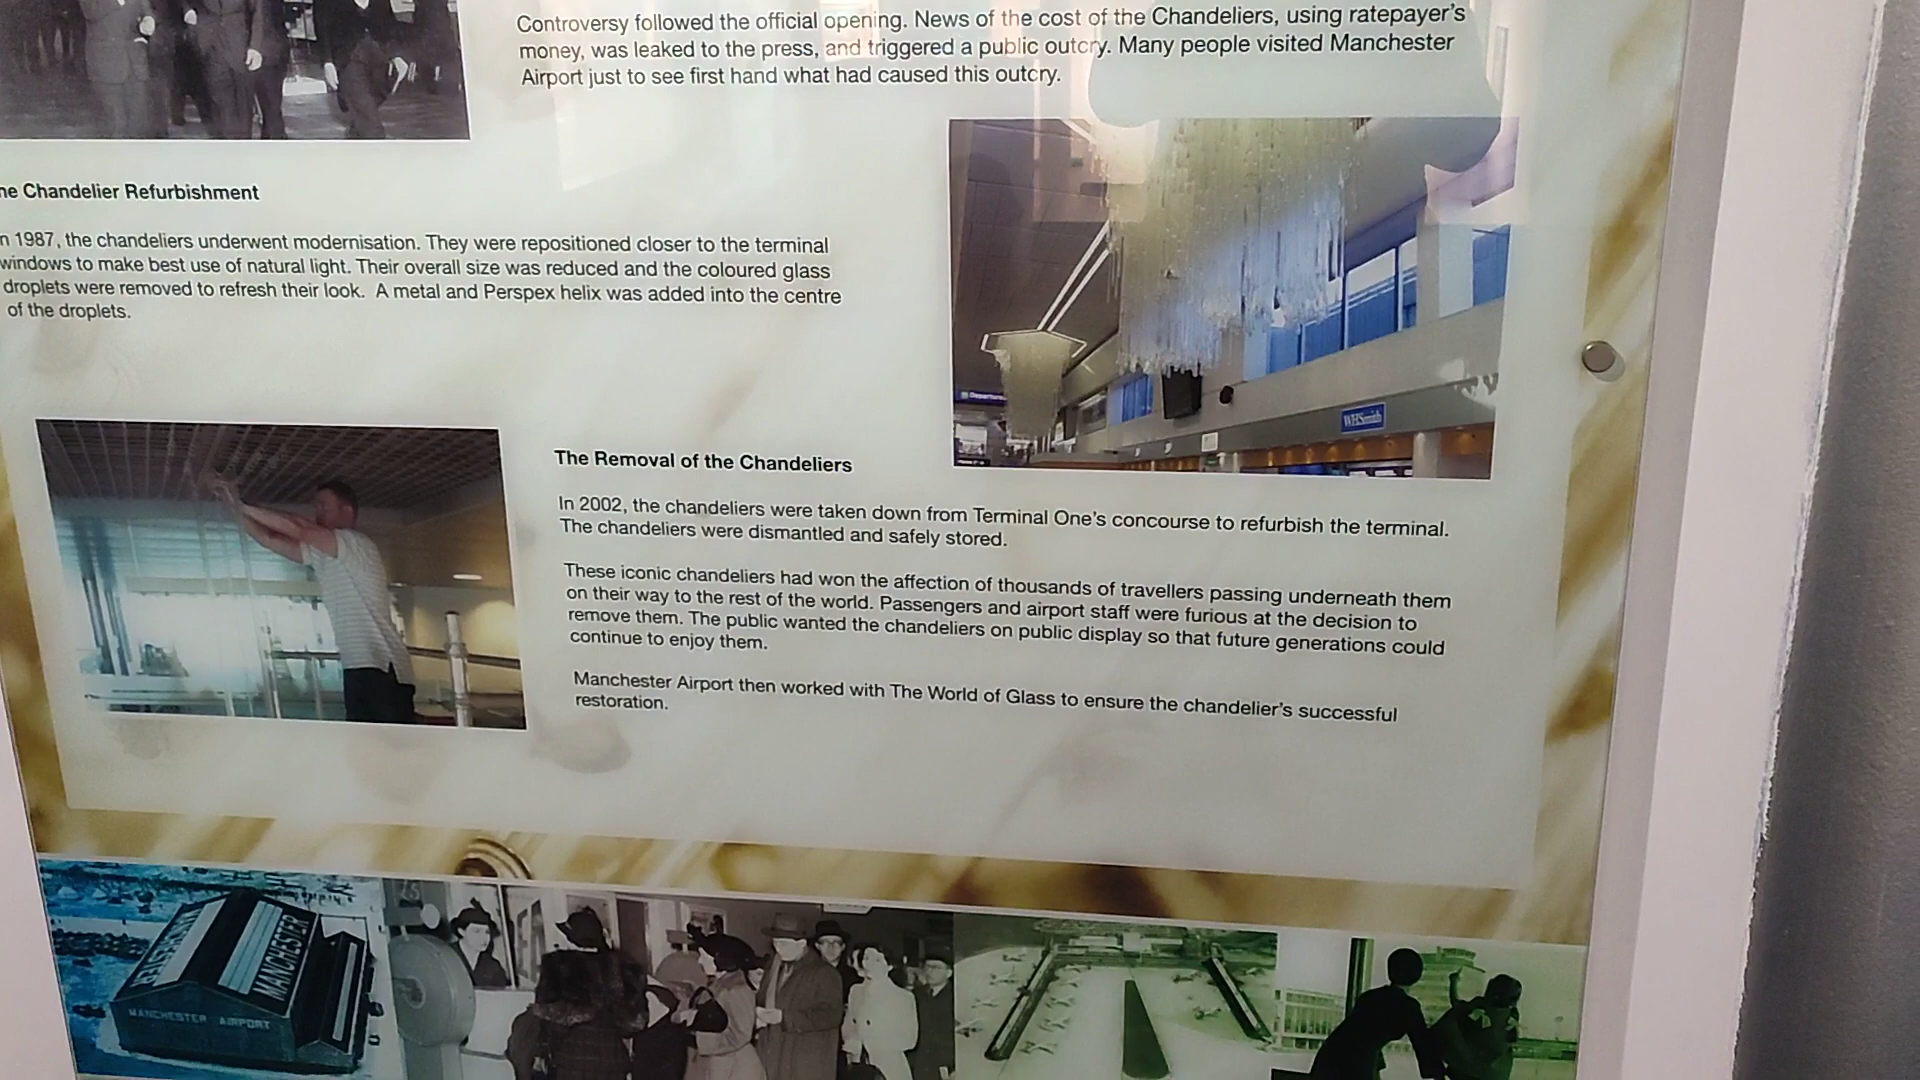 Controversy followed the official opening. News of the cost of the Chandeliers, using ratepayer's
money, was leaked to the press, and triggered a public outcry. Many people visited Manchester
Airport just to see first hand what had caused this outcry.
he Chandelier Refurbishment
n 1987, the chandeliers underwent modernisation. They were repositioned closer to the terminal
windows to make best use of natural light. Their overall size was reduced and the coloured glass
droplets were removed to refresh their look. A metal and Perspex helix was added into the centre
of the droplets.
Departures
WHSmith
The Removal of the Chandeliers
In 2002, the chandeliers were taken down from Terminal One's concourse to refurbish the terminal.
The chandeliers were dismantled and safely stored.
These iconic chandeliers had won the affection of thousands of travellers passing underneath them
on their way to the rest of the world. Passengers and airport staff were furious at the decision to
remove them. The public wanted the chandeliers on public display so that future generations could
continue to enjoy them.
Manchester Airport then worked with The World of Glass to ensure the chandelier's successful
restoration.
MANCHESTER
MANCHESTER AIRPORT